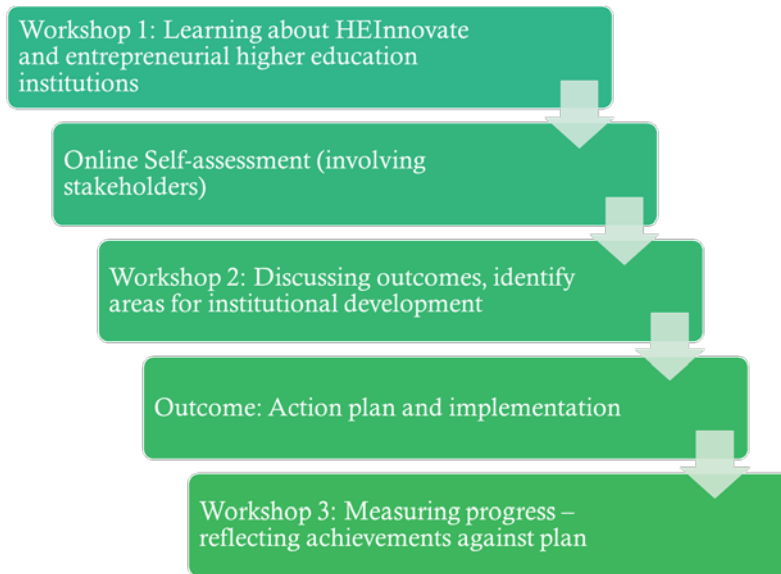 Workshop 1: Learning about HEInnovate
and entrepreneurial higher education
institutions
Online Self-assessment (involving
stakeholders)
Workshop 2: Discussing outcomes, identify
areas for institutional development
Outcome: Action plan and implementation
Workshop 3: Measuring progress –
reflecting achievements against plan